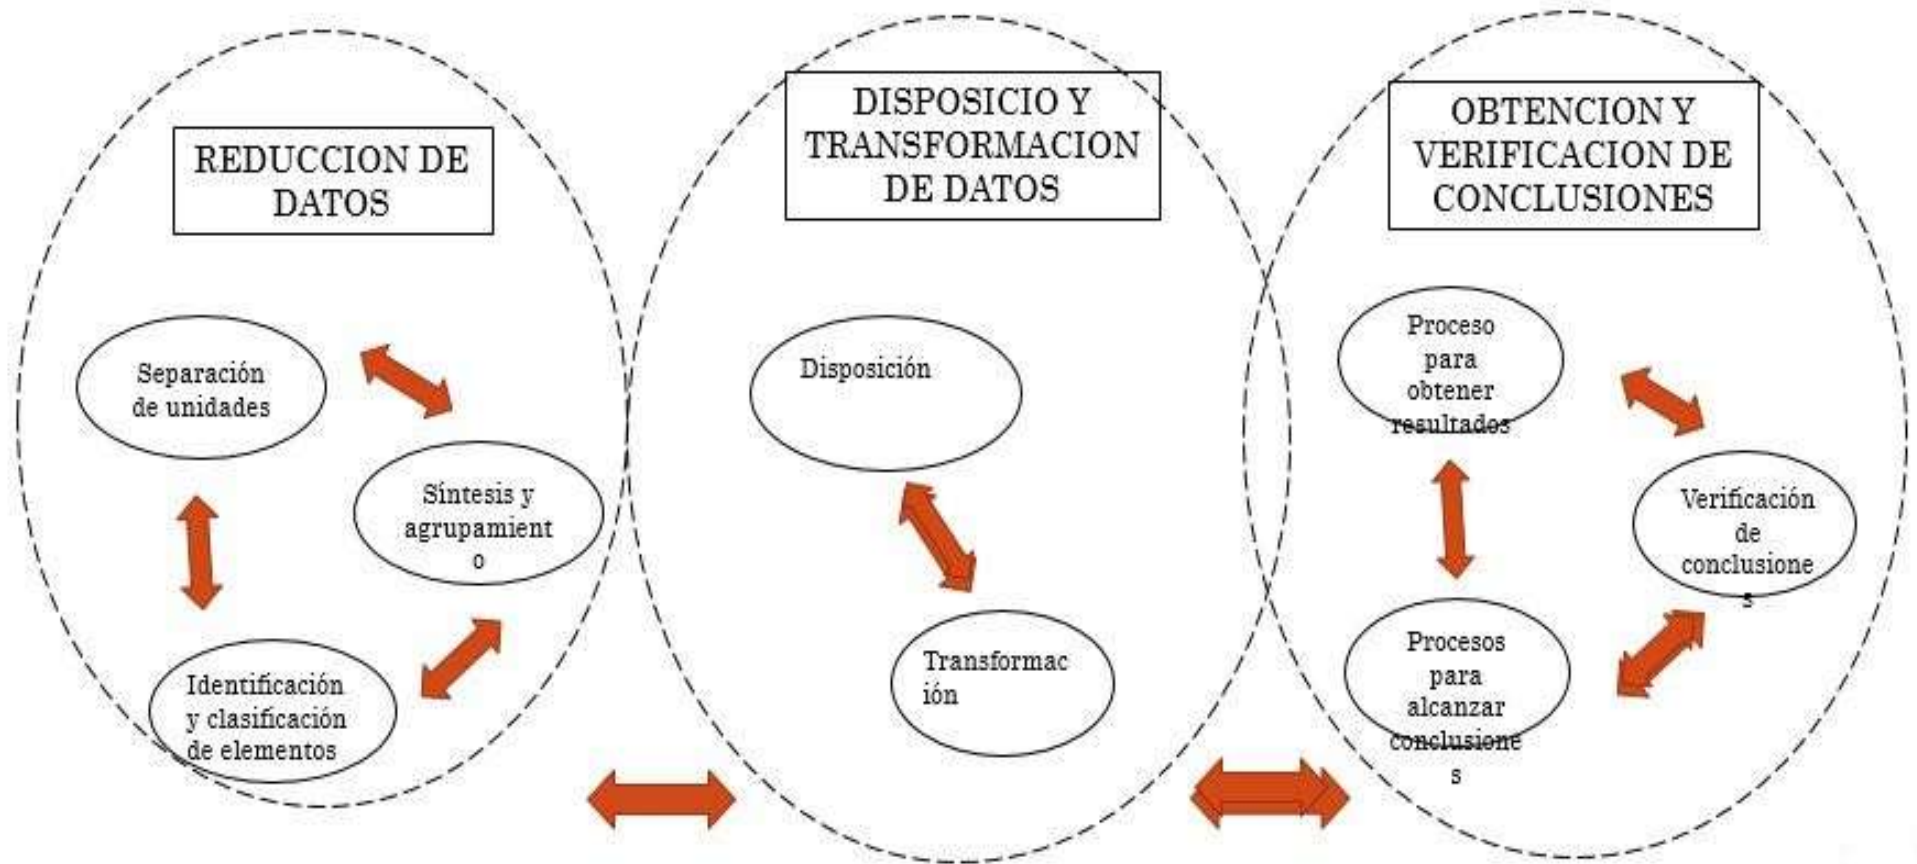 REDUCCION DE
DATOS
Separación
de unidades
Síntesis y
agrupamient
o
Identificación
y clasificación
de elementos
DISPOSICIO Y
TRANSFORMACION
DE DATOS
Disposición
Transformac
ión
OBTENCION Y
VERIFICACION DE
CONCLUSIONES
Proceso
para
obtener
resultados
Verificación
de
conclusione
s
Procesos
para
alcanzar
conclusione
s